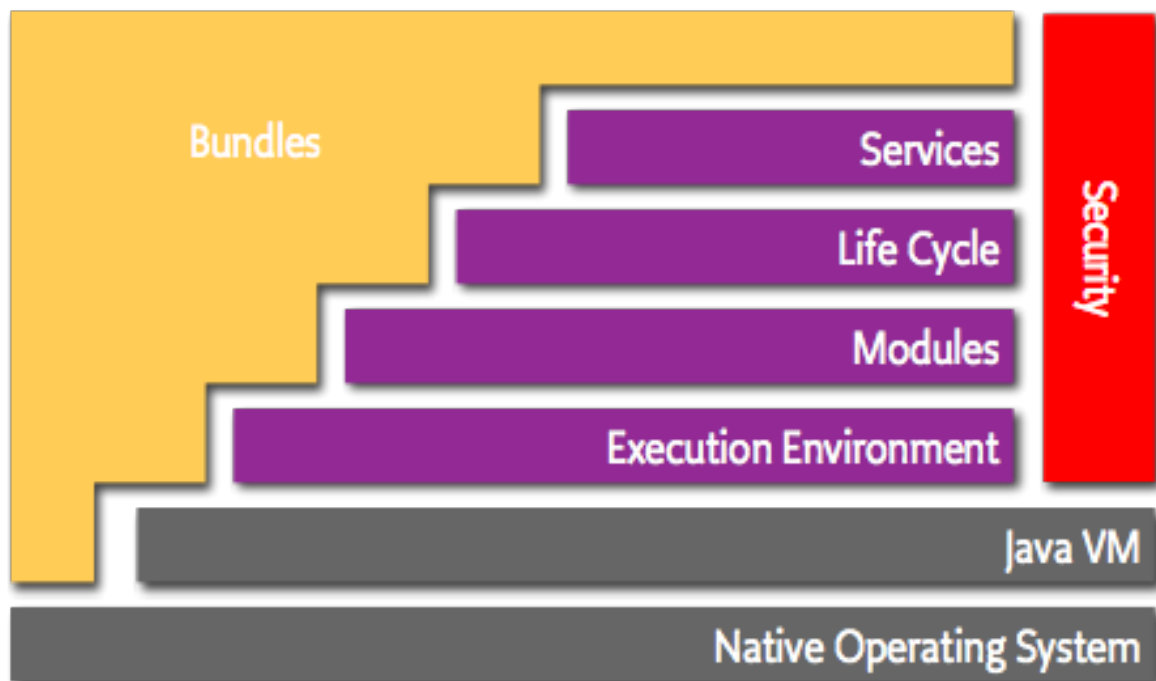 Bundles
Services
Life Cycle
Modules
Execution Environment
Security
Java VM
Native Operating System